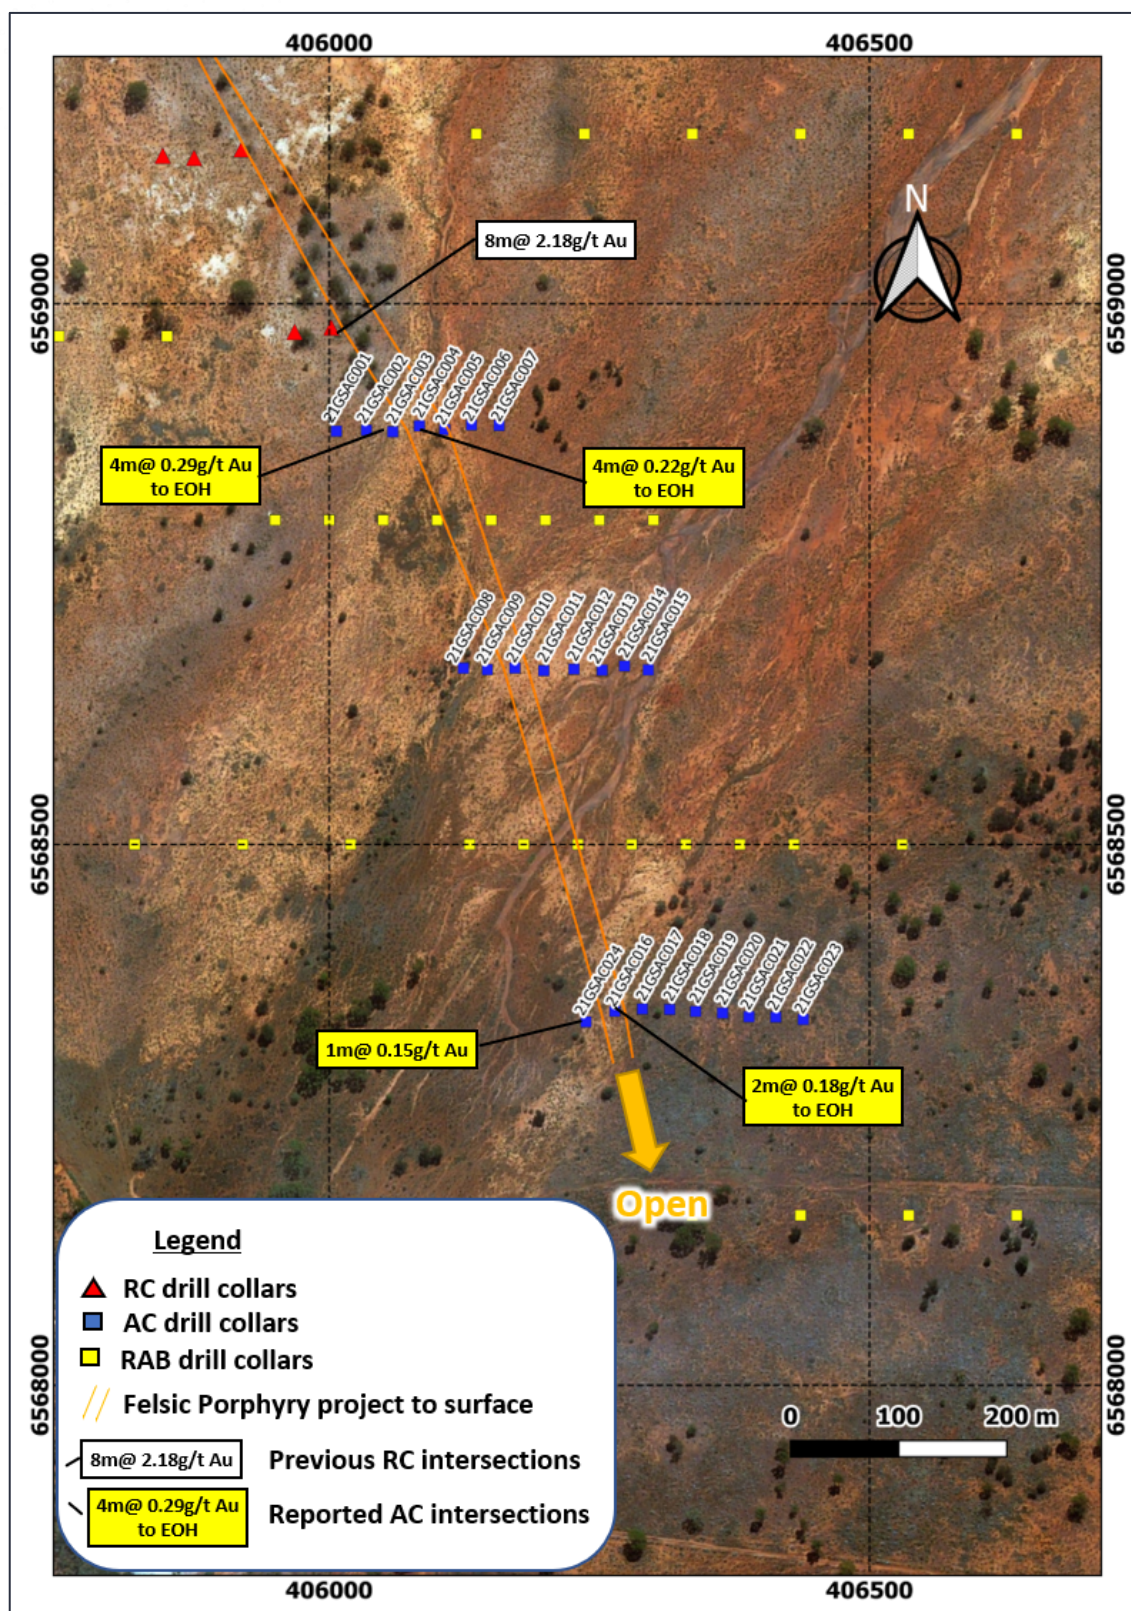 406000
406500
N
8m@ 2.18g/t Au
6569000
6569000
21GSAC001
21GSAC002
21GSAC003
21GSAC004
21GSAC005
21GSAC006
21GSAC007
4m@ 0.29g/t Au
to EOH
4m@ 0.22g/t Au
to EOH
21GSAC008
21GSAC009
21GSAC010
21GSAC011
21GSAC012
21GSAC013
21GSAC014
21GSAC015
6568500
6568500
21GSAC024
21GSAC016
21GSAC017
21GSAC018
21GSAC019
21GSAC020
21GSAC021
21GSAC022
21GSAC023
1m@ 0.15g/t Au
2m@ 0.18g/t Au
to EOH
Open
Legend
RC drill collars
AC drill collars
RAB drill collars
Felsic Porphyry project to surface
8m@ 2.18g/t Au
Previous RC intersections
4m@ 0.29g/t Au
to EOH
Reported AC intersections
6568000
6568000
0 100 200 m
406000
406500